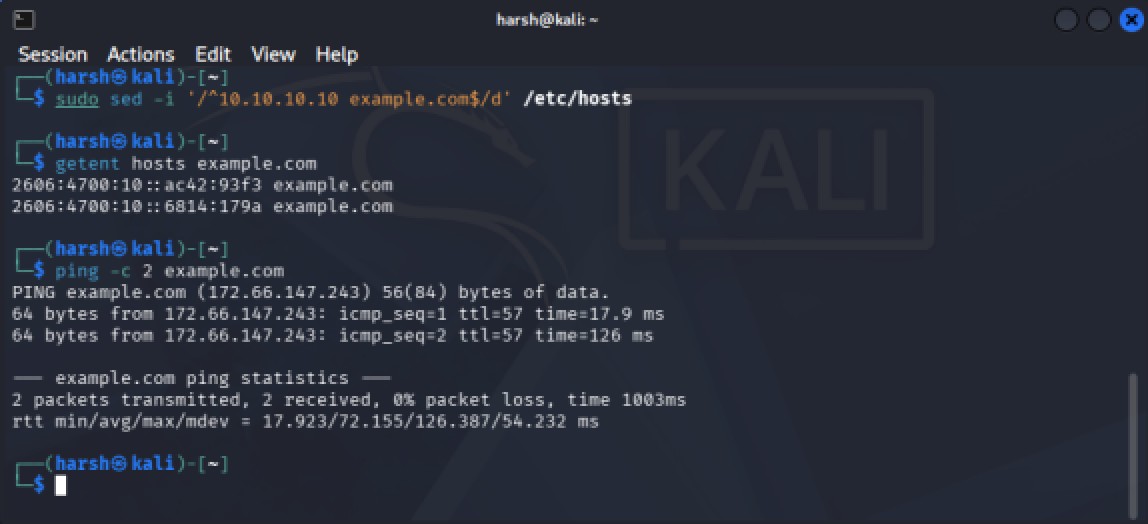 harsh@kali: ~
Session Actions Edit View Help
┌──(harsh㉿kali)-[~]
└─$ sudo sed -i '/^10.10.10.10 example.com$/d' /etc/hosts
┌──(harsh㉿kali)-[~]
└─$ getent hosts example.com
2606:4700:10::ac42:93f3 example.com
2606:4700:10::6814:179a example.com
┌──(harsh㉿kali)-[~]
└─$ ping -c 2 example.com
PING example.com (172.66.147.243) 56(84) bytes of data.
64 bytes from 172.66.147.243: icmp_seq=1 ttl=57 time=17.9 ms
64 bytes from 172.66.147.243: icmp_seq=2 ttl=57 time=126 ms
--- example.com ping statistics ---
2 packets transmitted, 2 received, 0% packet loss, time 1003ms
rtt min/avg/max/mdev = 17.923/72.155/126.387/54.232 ms
┌──(harsh㉿kali)-[~]
└─$
KALI